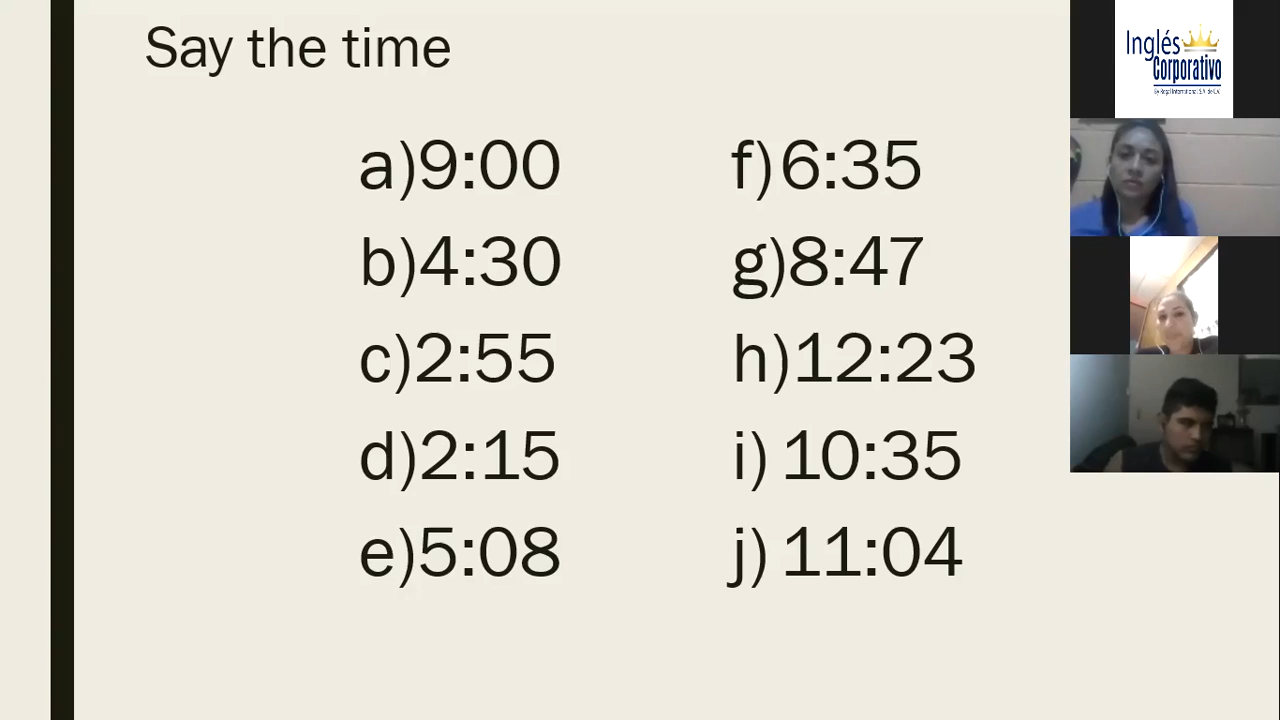 Say the time
a)9:00
b)4:30
c)2:55
d)2:15
e)5:08
f)6:35
g)8:47
h)12:23
i) 10:35
j) 11:04
Inglés
Corporativo